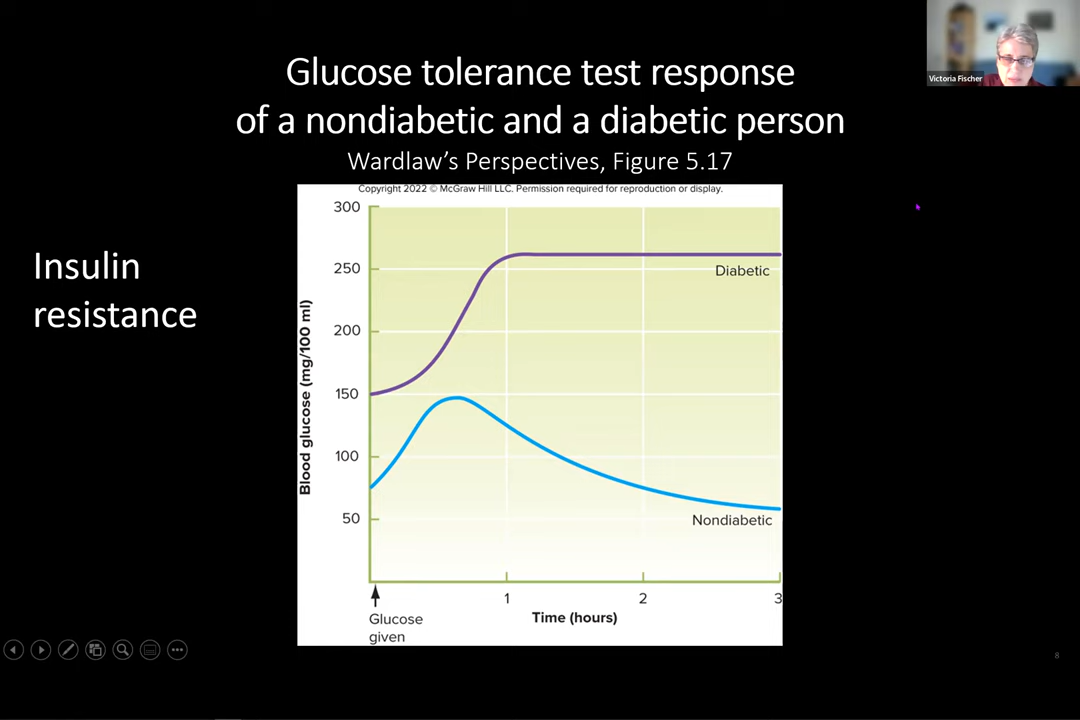 Glucose tolerance test response
of a nondiabetic and a diabetic person
Wardlaw's Perspectives, Figure 5.17
Victoria Fischer
Insulin
resistance
Copyright 2022 © McGraw Hill LLC. Permission required for reproduction or display.
Blood glucose (mg/100 ml)
300
250
200
150
100
50
Diabetic
Nondiabetic
1
2
3
Time (hours)
Glucose
given
8